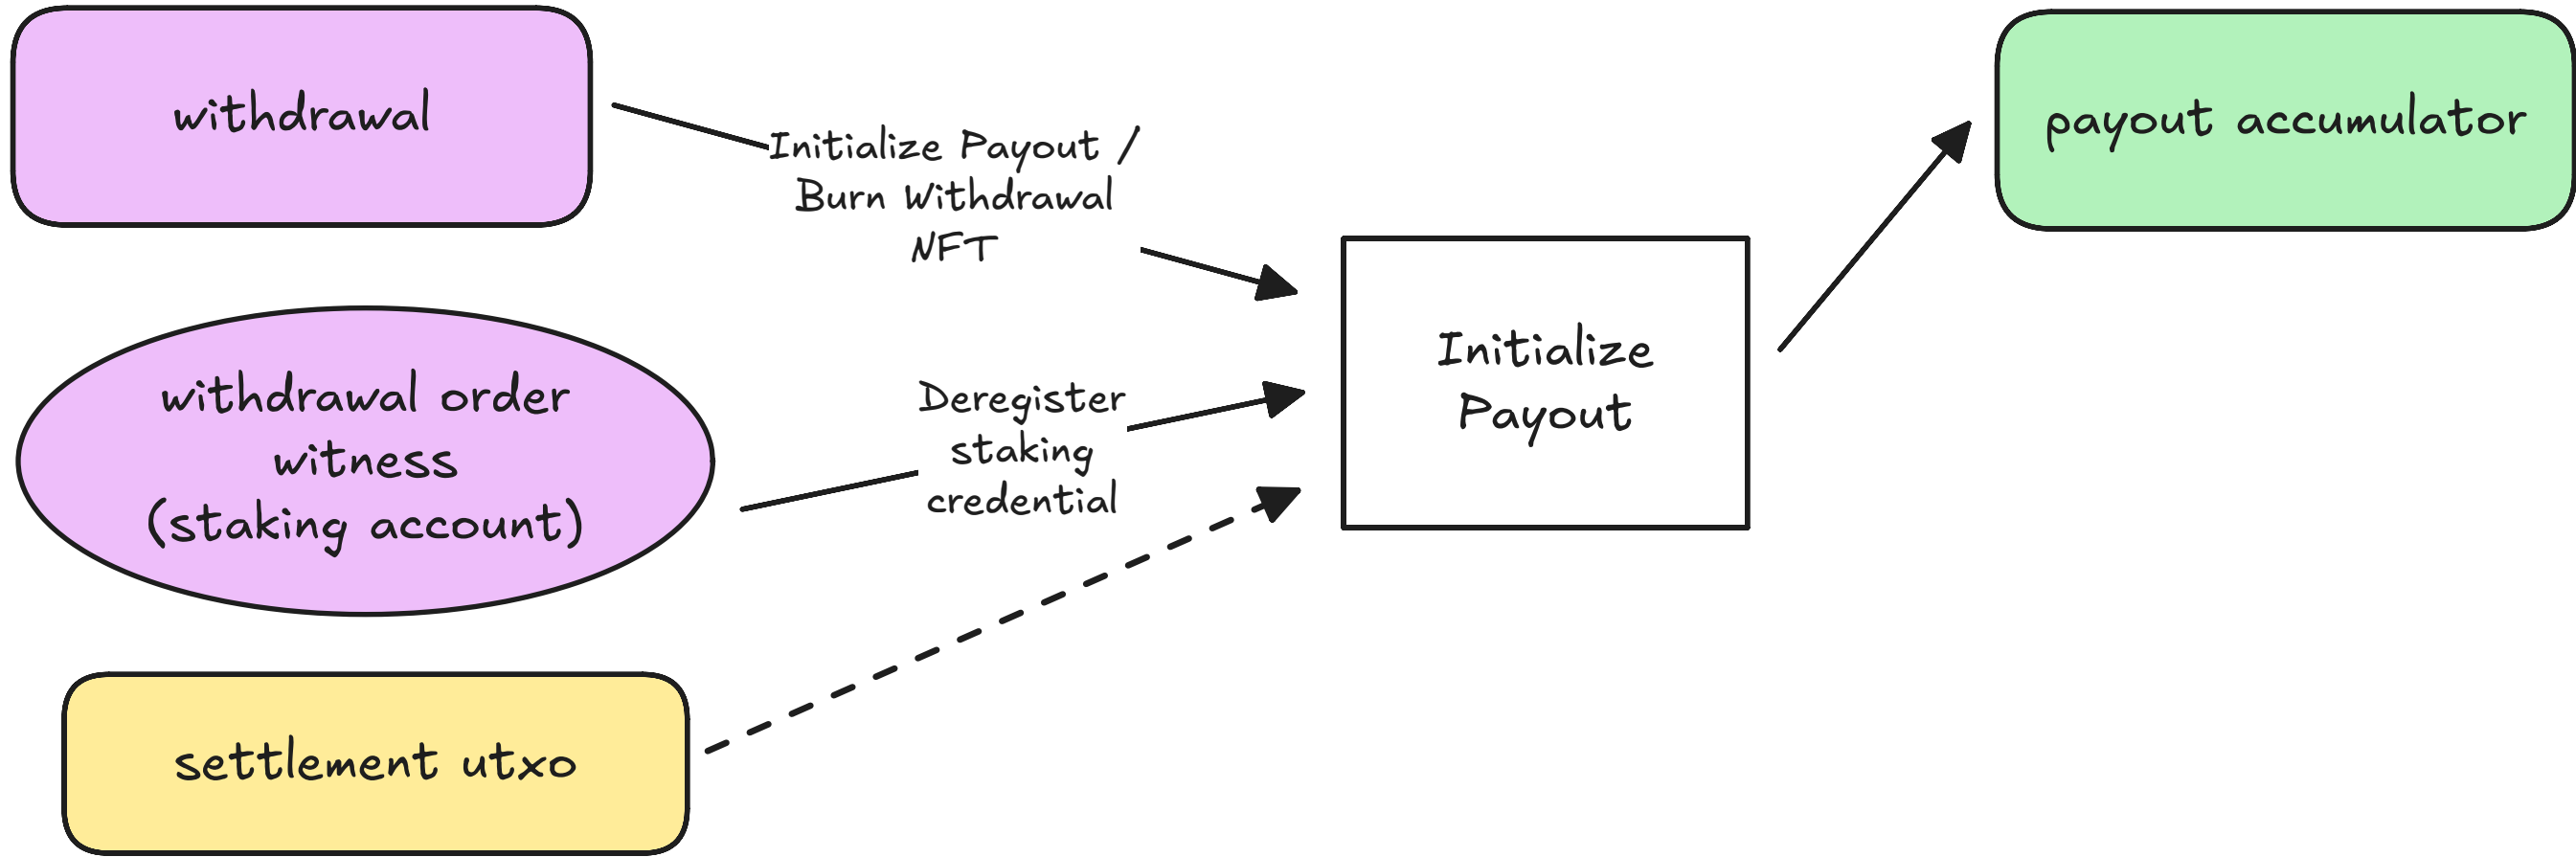 withdrawal
Initialize Payout /
Burn Withdrawal
NFT
payout accumulator
withdrawal order
witness
(staking account)
Deregister
staking
credential
Initialize
Payout
settlement utxo